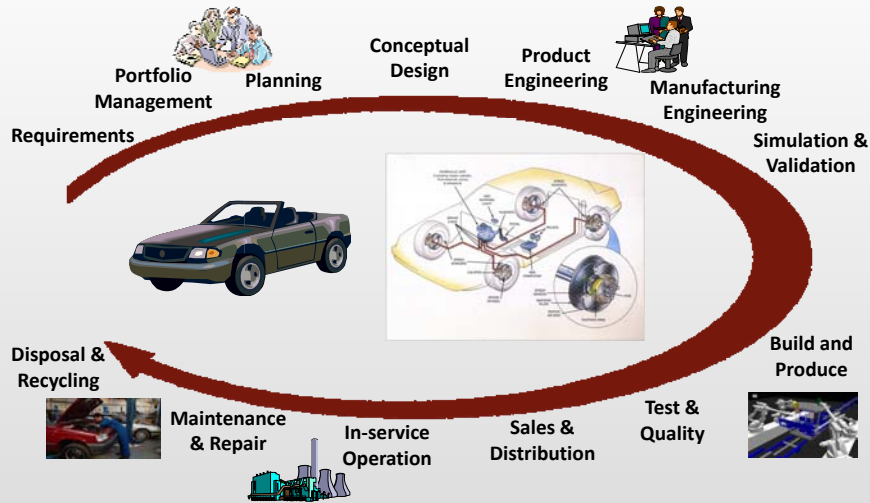 Requirements
Portfolio
Management
Planning
Conceptual
Design
Product
Engineering
Manufacturing
Engineering
Simulation &
Validation
Build and
Produce
Test &
Quality
Sales &
Distribution
In-service
Operation
Maintenance
& Repair
Disposal &
Recycling